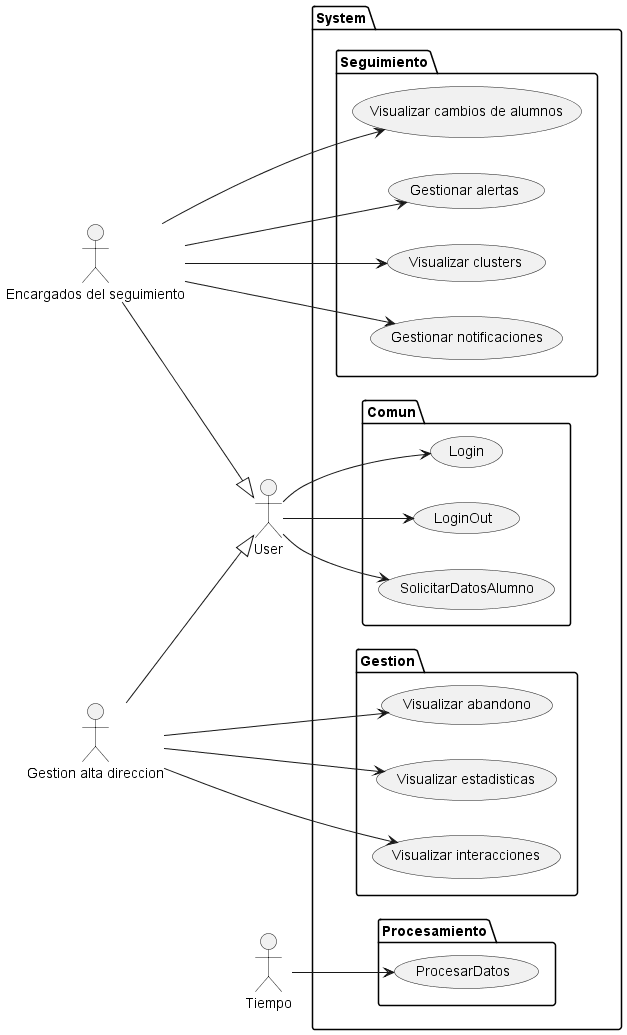 System
Seguimiento
Visualizar cambios de alumnos
Gestionar alertas
Visualizar clusters
Gestionar notificaciones
Encargados del seguimiento
Comun
Login
LoginOut
SolicitarDatosAlumno
User
Gestion
Visualizar abandono
Visualizar estadisticas
Visualizar interacciones
Gestion alta direccion
Procesamiento
ProcesarDatos
Tiempo